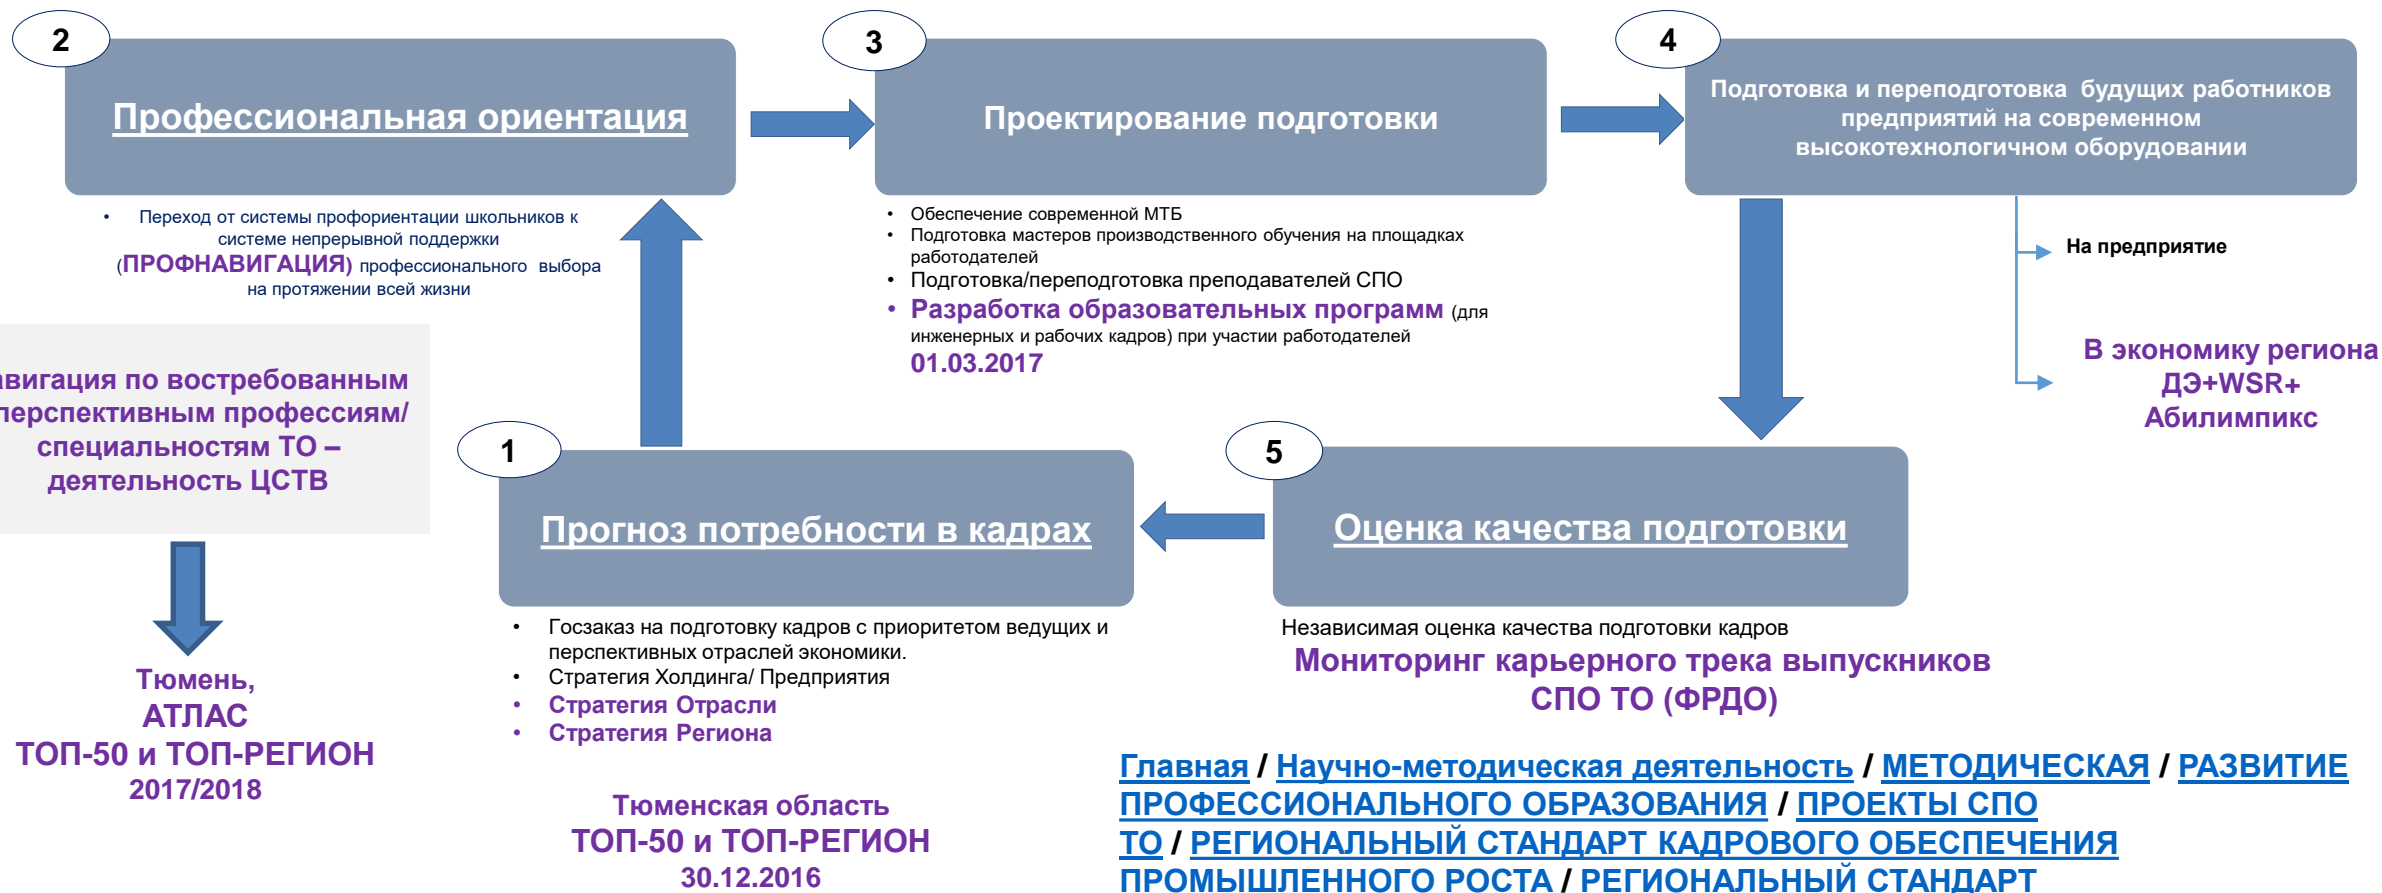 2
Профессиональная ориентация
• Переход от системы профориентации школьников к
системе непрерывной поддержки
(ПРОФНАВИГАЦИЯ) профессионального выбора
на протяжении всей жизни
3
Проектирование подготовки
• Обеспечение современной МТБ
• Подготовка мастеров производственного обучения на площадках
работодателей
• Подготовка/переподготовка преподавателей СПО
• Разработка образовательных программ (для
инженерных и рабочих кадров) при участии работодателей
01.03.2017
4
Подготовка и переподготовка будущих работников
предприятий на современном
высокотехнологичном оборудовании
На предприятие
В экономику региона
ДЭ+WSR+
Абилимпикс
по востребованным
перспективным профессиям/
специальностям ТО –
деятельность ЦСТВ
Тюмень,
АТЛАС
ТОП-50 и ТОП-РЕГИОН
2017/2018
1
Прогноз потребности в кадрах
• Госзаказ на подготовку кадров с приоритетом ведущих и
перспективных отраслей экономики.
• Стратегия Холдинга/ Предприятия
• Стратегия Отрасли
• Стратегия Региона
Тюменская область
ТОП-50 и ТОП-РЕГИОН
30.12.2016
5
Оценка качества подготовки
Независимая оценка качества подготовки кадров
Мониторинг карьерного трека выпускников
СПО ТО (ФРДО)
Главная / Научно-методическая деятельность / МЕТОДИЧЕСКАЯ / РАЗВИТИЕ
ПРОФЕССИОНАЛЬНОГО ОБРАЗОВАНИЯ / ПРОЕКТЫ СПО
ТО / РЕГИОНАЛЬНЫЙ СТАНДАРТ КАДРОВОГО ОБЕСПЕЧЕНИЯ
ПРОМЫШЛЕННОГО РОСТА / РЕГИОНАЛЬНЫЙ СТАНДАРТ